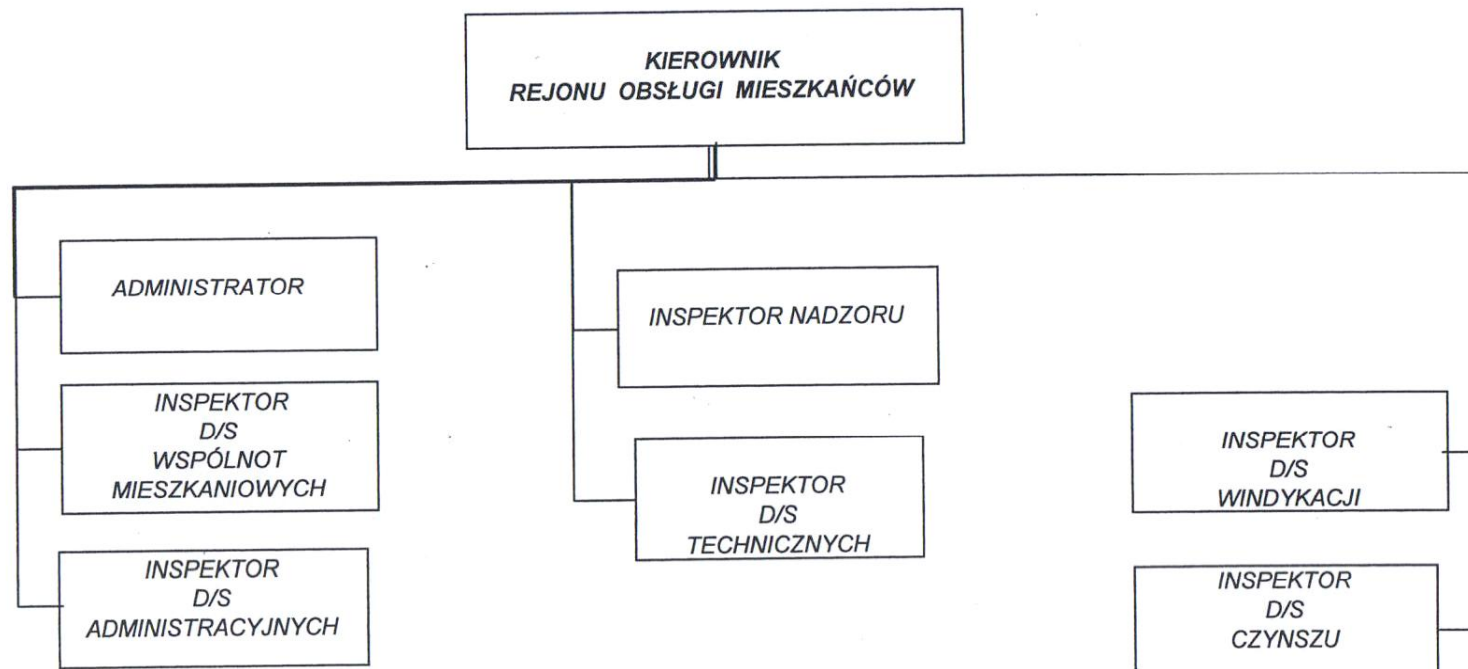 KIEROWNIK
REJONU OBSŁUGI MIESZKAŃCÓW
ADMINISTRATOR
INSPEKTOR
D/S
WSPÓLNOT
MIESZKANIOWYCH
INSPEKTOR
D/S
ADMINISTRACYJNYCH
INSPEKTOR NADZORU
INSPEKTOR
D/S
TECHNICZNYCH
INSPEKTOR
D/S
WINDYKACJI
INSPEKTOR
D/S
CZYNSZU